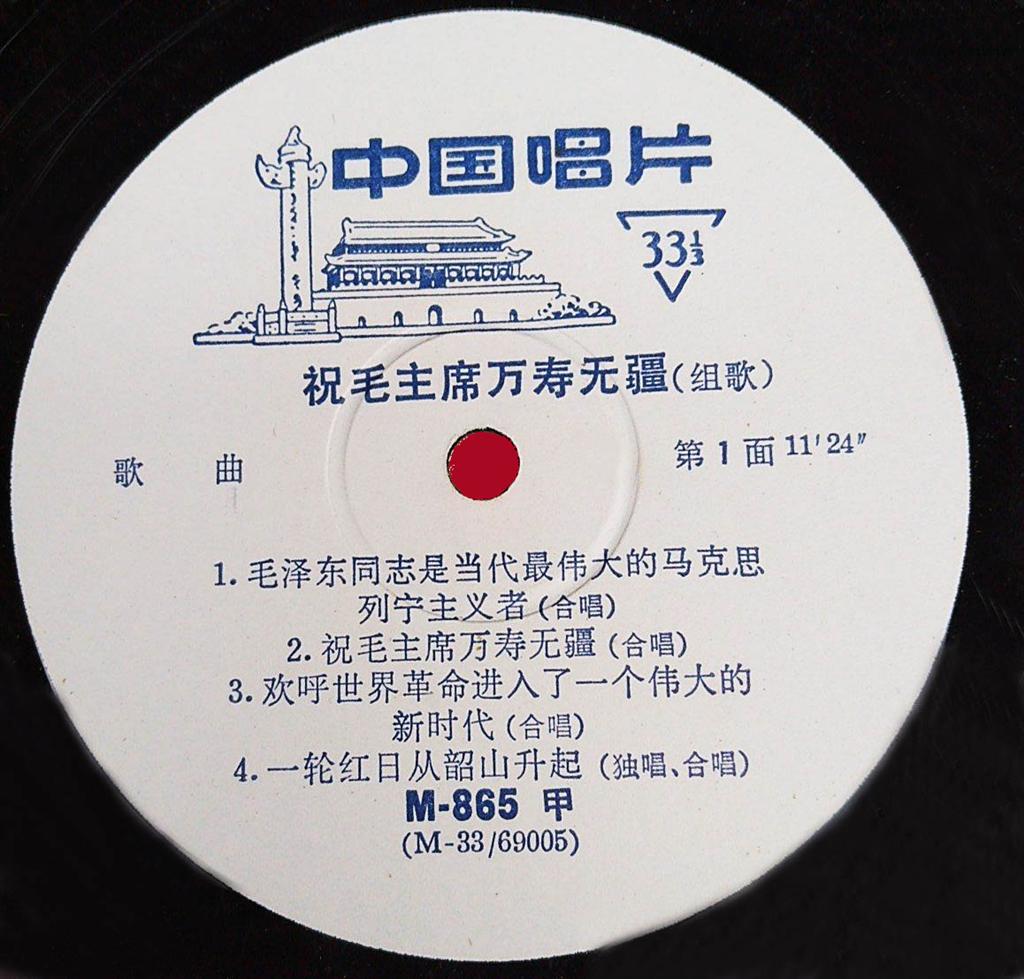 中国唱片
33⅓
祝毛主席万寿无疆(组歌)
歌 曲
第1面 11′24″
1.毛泽东同志是当代最伟大的马克思
列宁主义者(合唱)
2.祝毛主席万寿无疆(合唱)
3.欢呼世界革命进入了一个伟大的
新时代(合唱)
4.一轮红日从韶山升起(独唱、合唱)
M-865 甲
(M-33/69005)